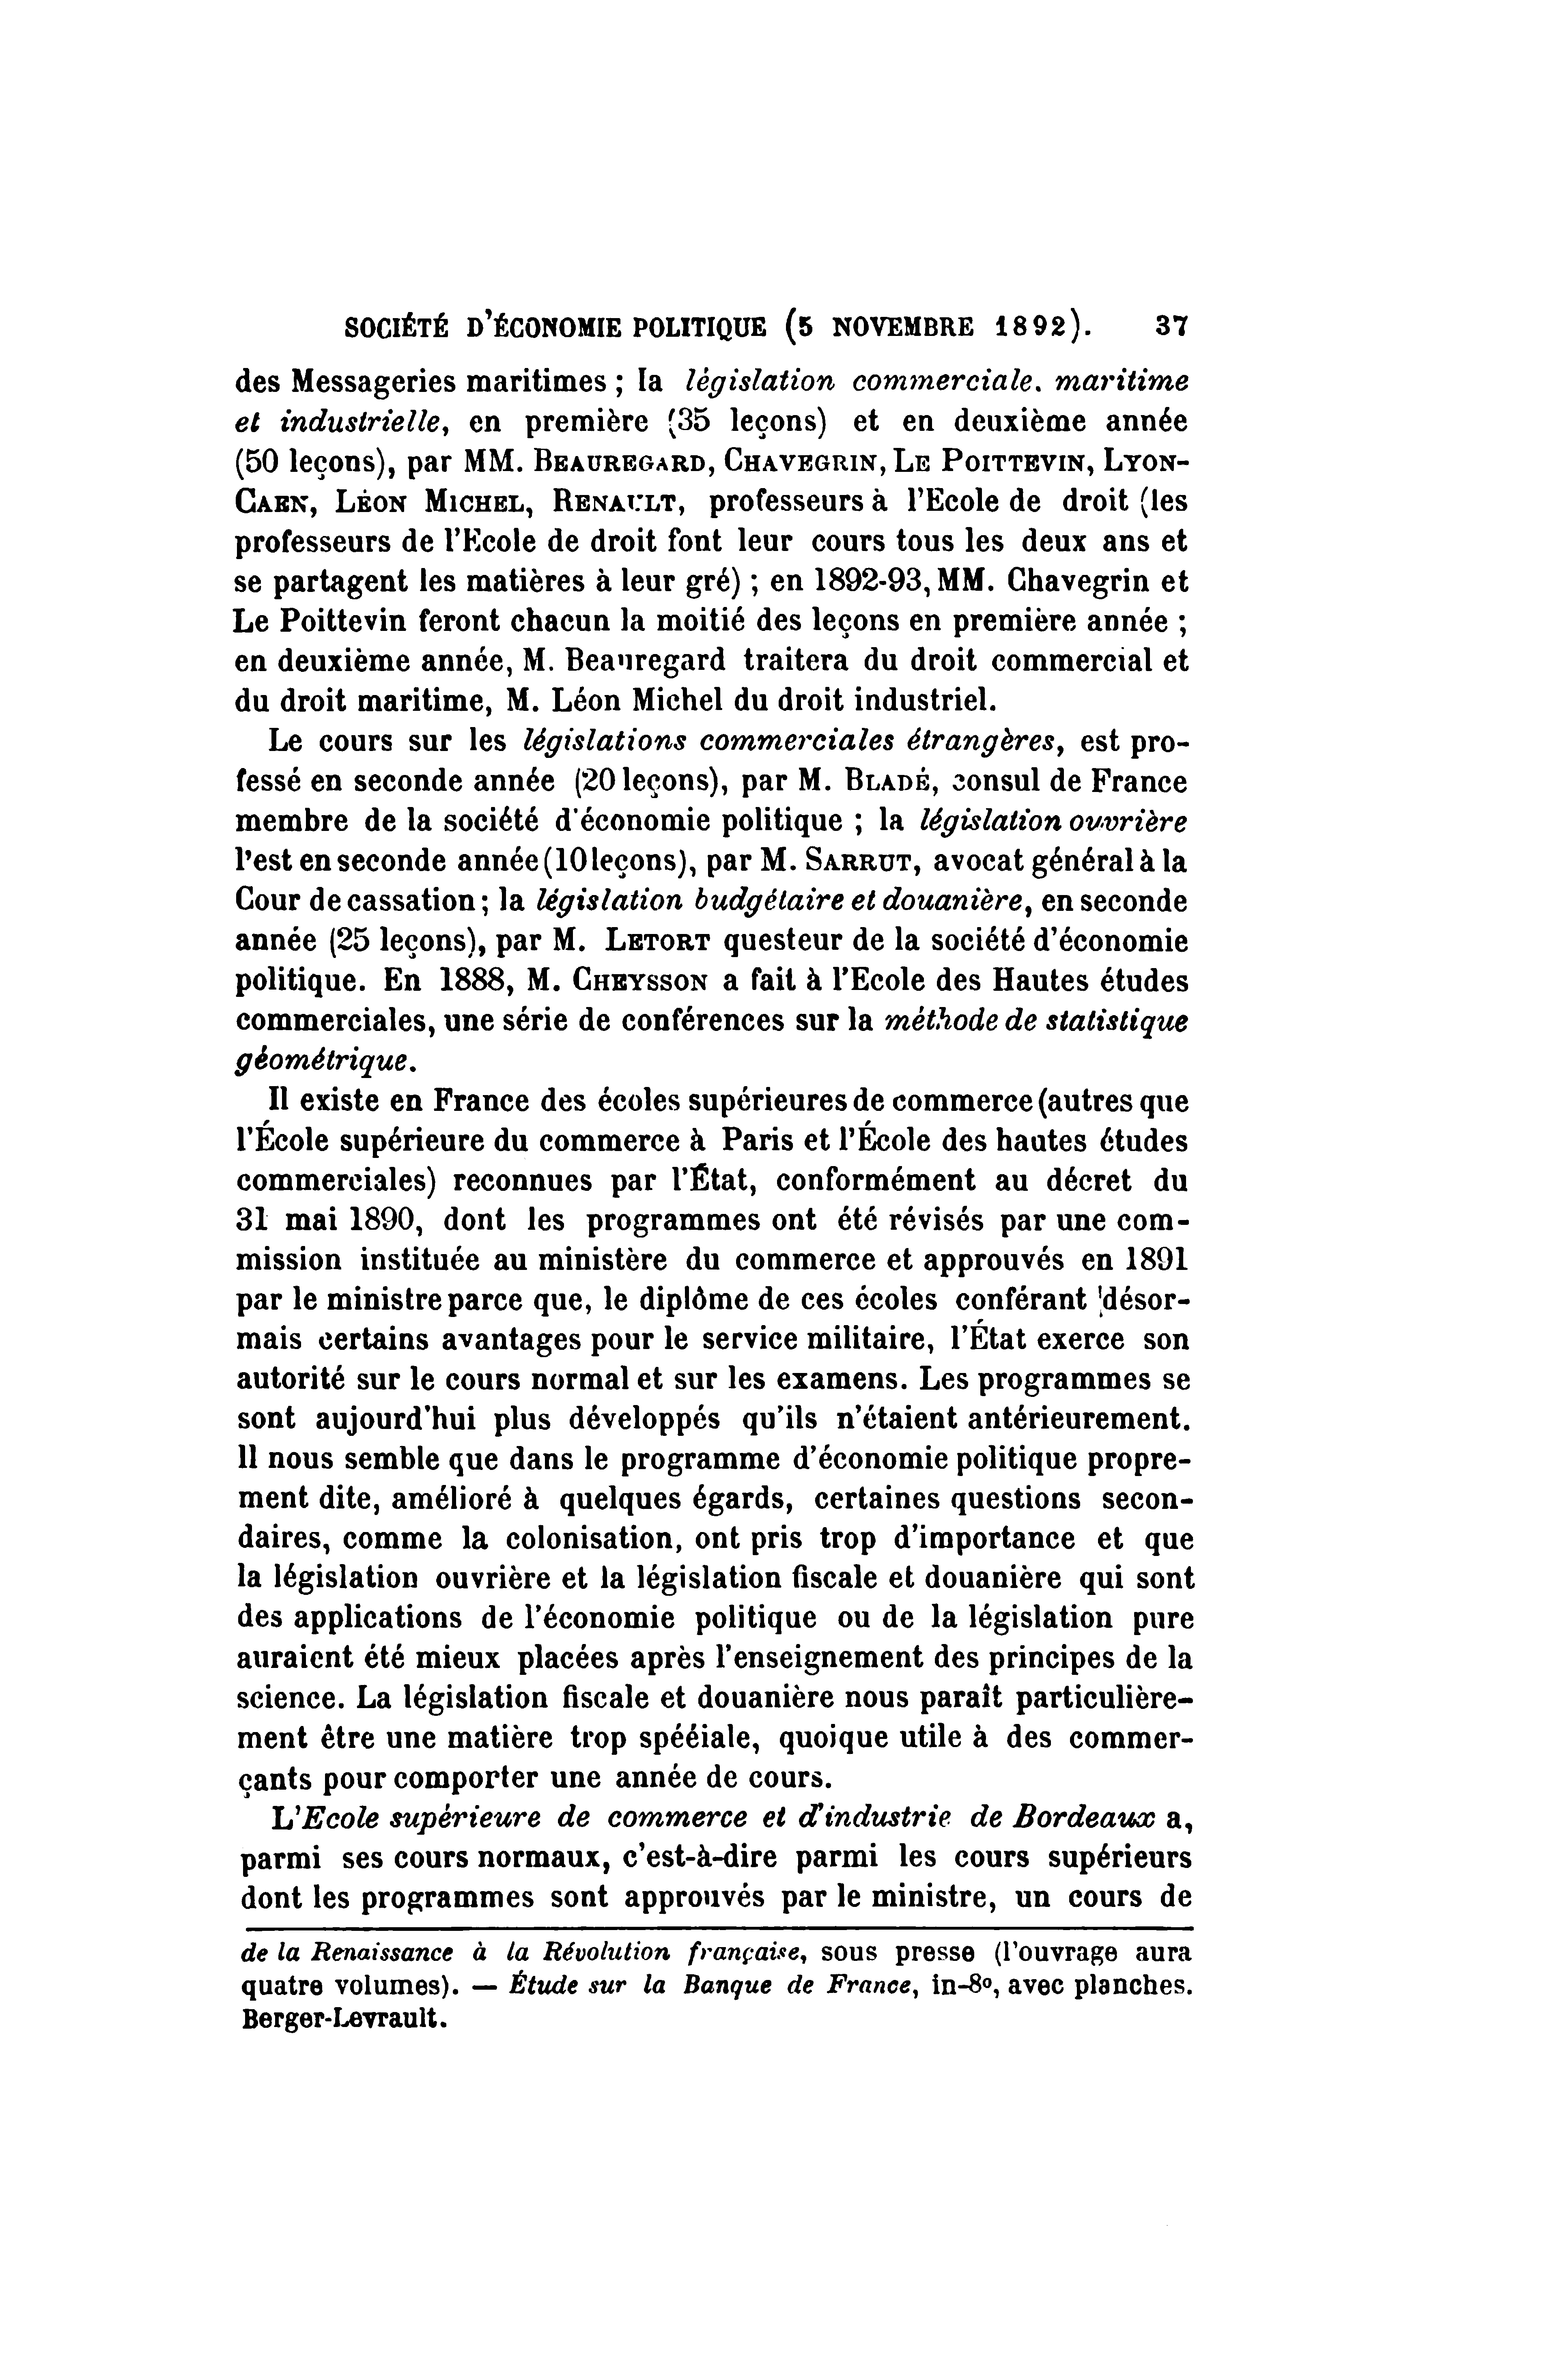 SOCIÉTÉ D'ÉCONOMIE POLITIQUE (5 NOVEMBRE 1892). 37
des Messageries maritimes ; la législation commerciale. maritime
et industrielle, en première (35 leçons) et en deuxième année
(50 leçons), par MM. BEAUREGARD, CHAVEGRIN, LE POITTEVIN, LYON-
CAEN, LÉON MICHEL, RENAULT, professeurs à l'Ecole de droit (les
professeurs de l'Ecole de droit font leur cours tous les deux ans et
se partagent les matières à leur gré) ; en 1892-93, MM. Chavegrin et
Le Poittevin feront chacun la moitié des leçons en première année ;
en deuxième année, M. Beauregard traitera du droit commercial et
du droit maritime, M. Léon Michel du droit industriel.
Le cours sur les législations commerciales étrangères, est pro-
fessé en seconde année (20 leçons), par M. BLADÉ, consul de France
membre de la société d'économie politique ; la législation ouvrière
l'est en seconde année (10 leçons), par M. SARRUT, avocat général à la
Cour de cassation ; la législation budgétaire et douanière, en seconde
année (25 leçons), par M. LETORT questeur de la société d'économie
politique. En 1888, M. CHEYSSON a fait à l'Ecole des Hautes études
commerciales, une série de conférences sur la méthode de statistique
géométrique.
Il existe en France des écoles supérieures de commerce (autres que
l'École supérieure du commerce à Paris et l'École des hautes études
commerciales) reconnues par l'État, conformément au décret du
31 mai 1890, dont les programmes ont été révisés par une com-
mission instituée au ministère du commerce et approuvés en 1891
par le ministre parce que, le diplôme de ces écoles conférant désor-
mais certains avantages pour le service militaire, l'État exerce son
autorité sur le cours normal et sur les examens. Les programmes se
sont aujourd'hui plus développés qu'ils n'étaient antérieurement.
Il nous semble que dans le programme d'économie politique propre-
ment dite, amélioré à quelques égards, certaines questions secon-
daires, comme la colonisation, ont pris trop d'importance et que
la législation ouvrière et la législation fiscale et douanière qui sont
des applications de l'économie politique ou de la législation pure
auraient été mieux placées après l'enseignement des principes de la
science. La législation fiscale et douanière nous paraît particulière-
ment être une matière trop spééiale, quoique utile à des commer-
çants pour comporter une année de cours.
L'Ecole supérieure de commerce et d'industrie de Bordeaux a,
parmi ses cours normaux, c'est-à-dire parmi les cours supérieurs
dont les programmes sont approuvés par le ministre, un cours de
de la Renaissance à la Révolution française, sous presse (l'ouvrage aura
quatre volumes). — Étude sur la Banque de France, in-8º, avec planches.
Berger-Levrault.